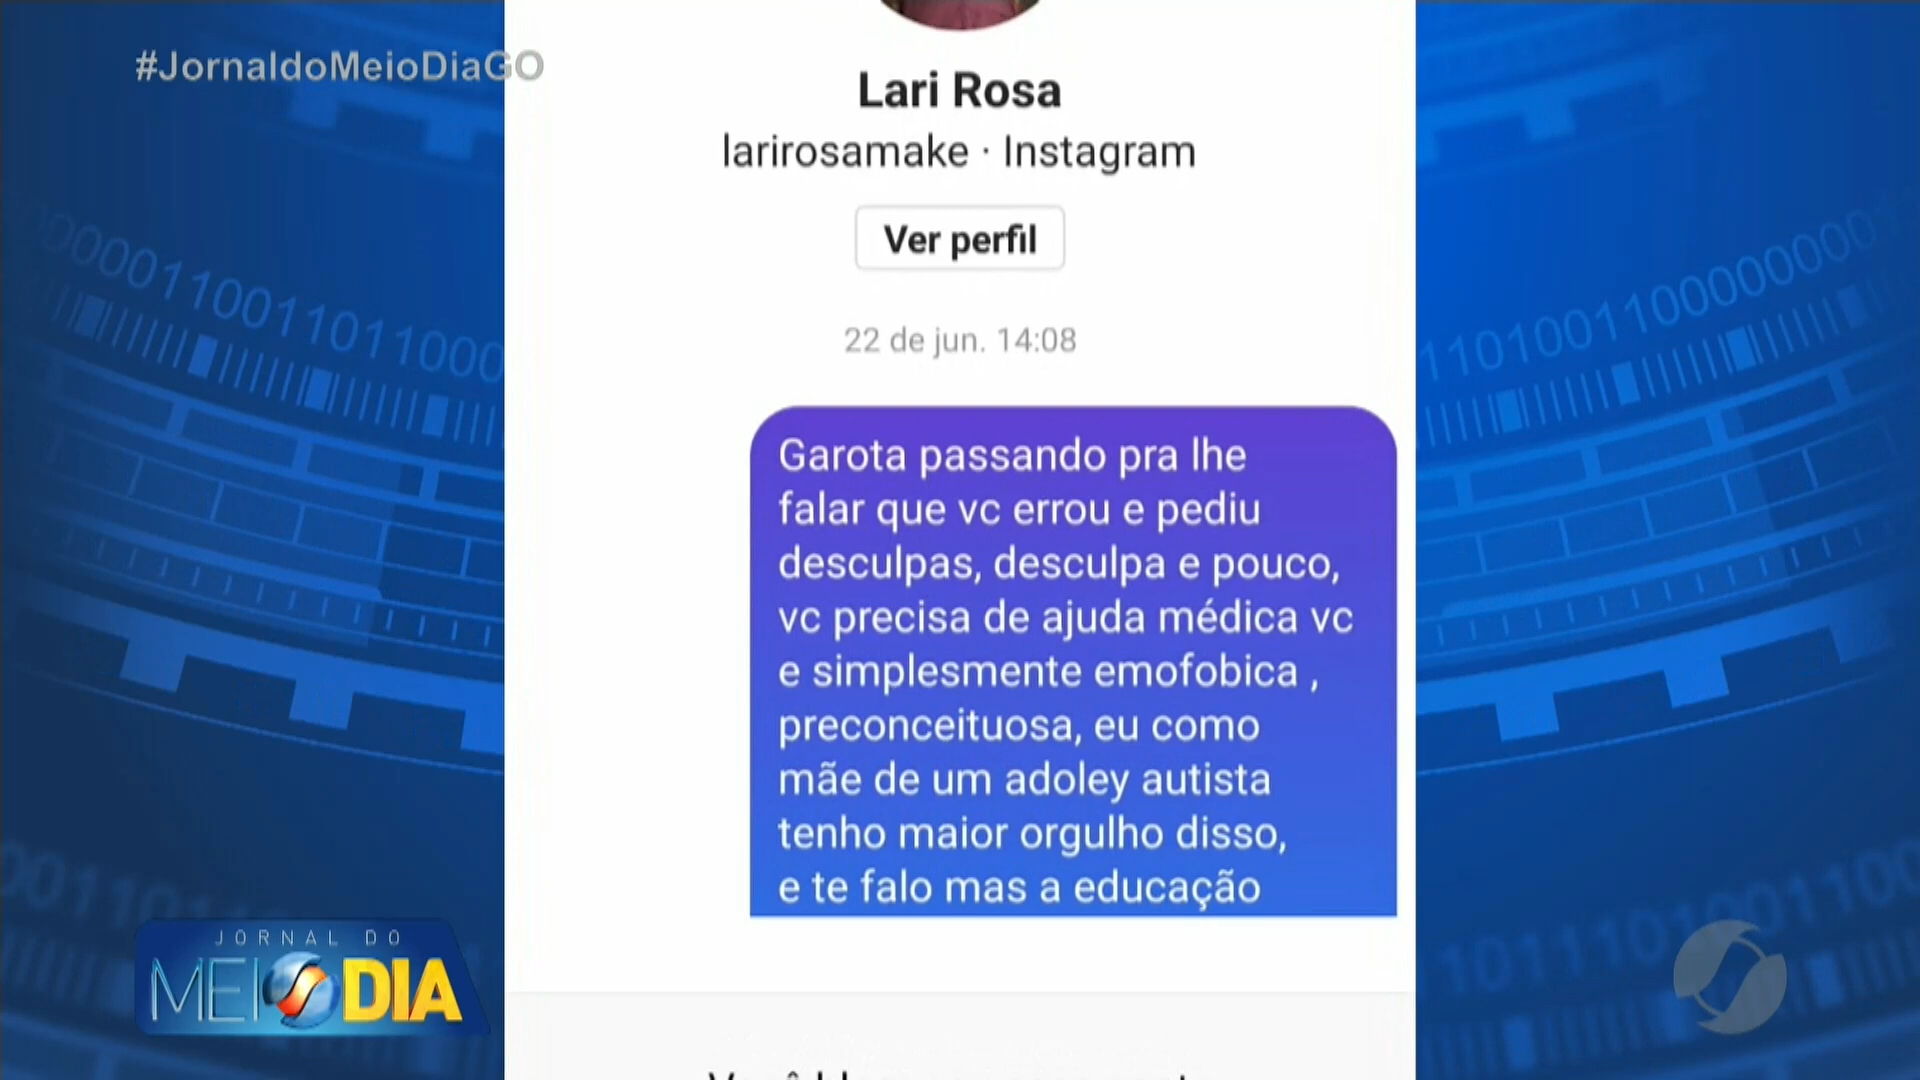 #JornaldoMeioDiaGO
Lari Rosa
larirosamake · Instagram
Ver perfil
22 de jun. 14:08
Garota passando pra lhe
falar que vc errou e pediu
desculpas, desculpa e pouco,
vc precisa de ajuda médica vc
e simplesmente emofobica ,
preconceituosa, eu como
mãe de um adoley autista
tenho maior orgulho disso,
e te falo mas a educação
JORNAL DO
MEIO DIA